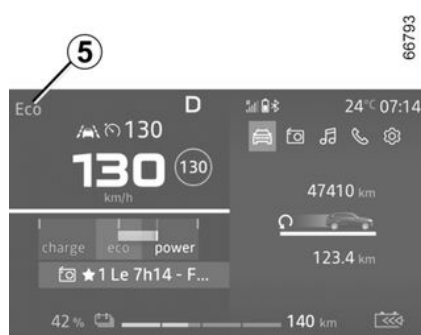 66793
5
Eco
D
24°C 07:14
130
130 130
km/h
47410 km
charge eco power
123.4 km
1 Le 7h14 - F...
42 % 140 km